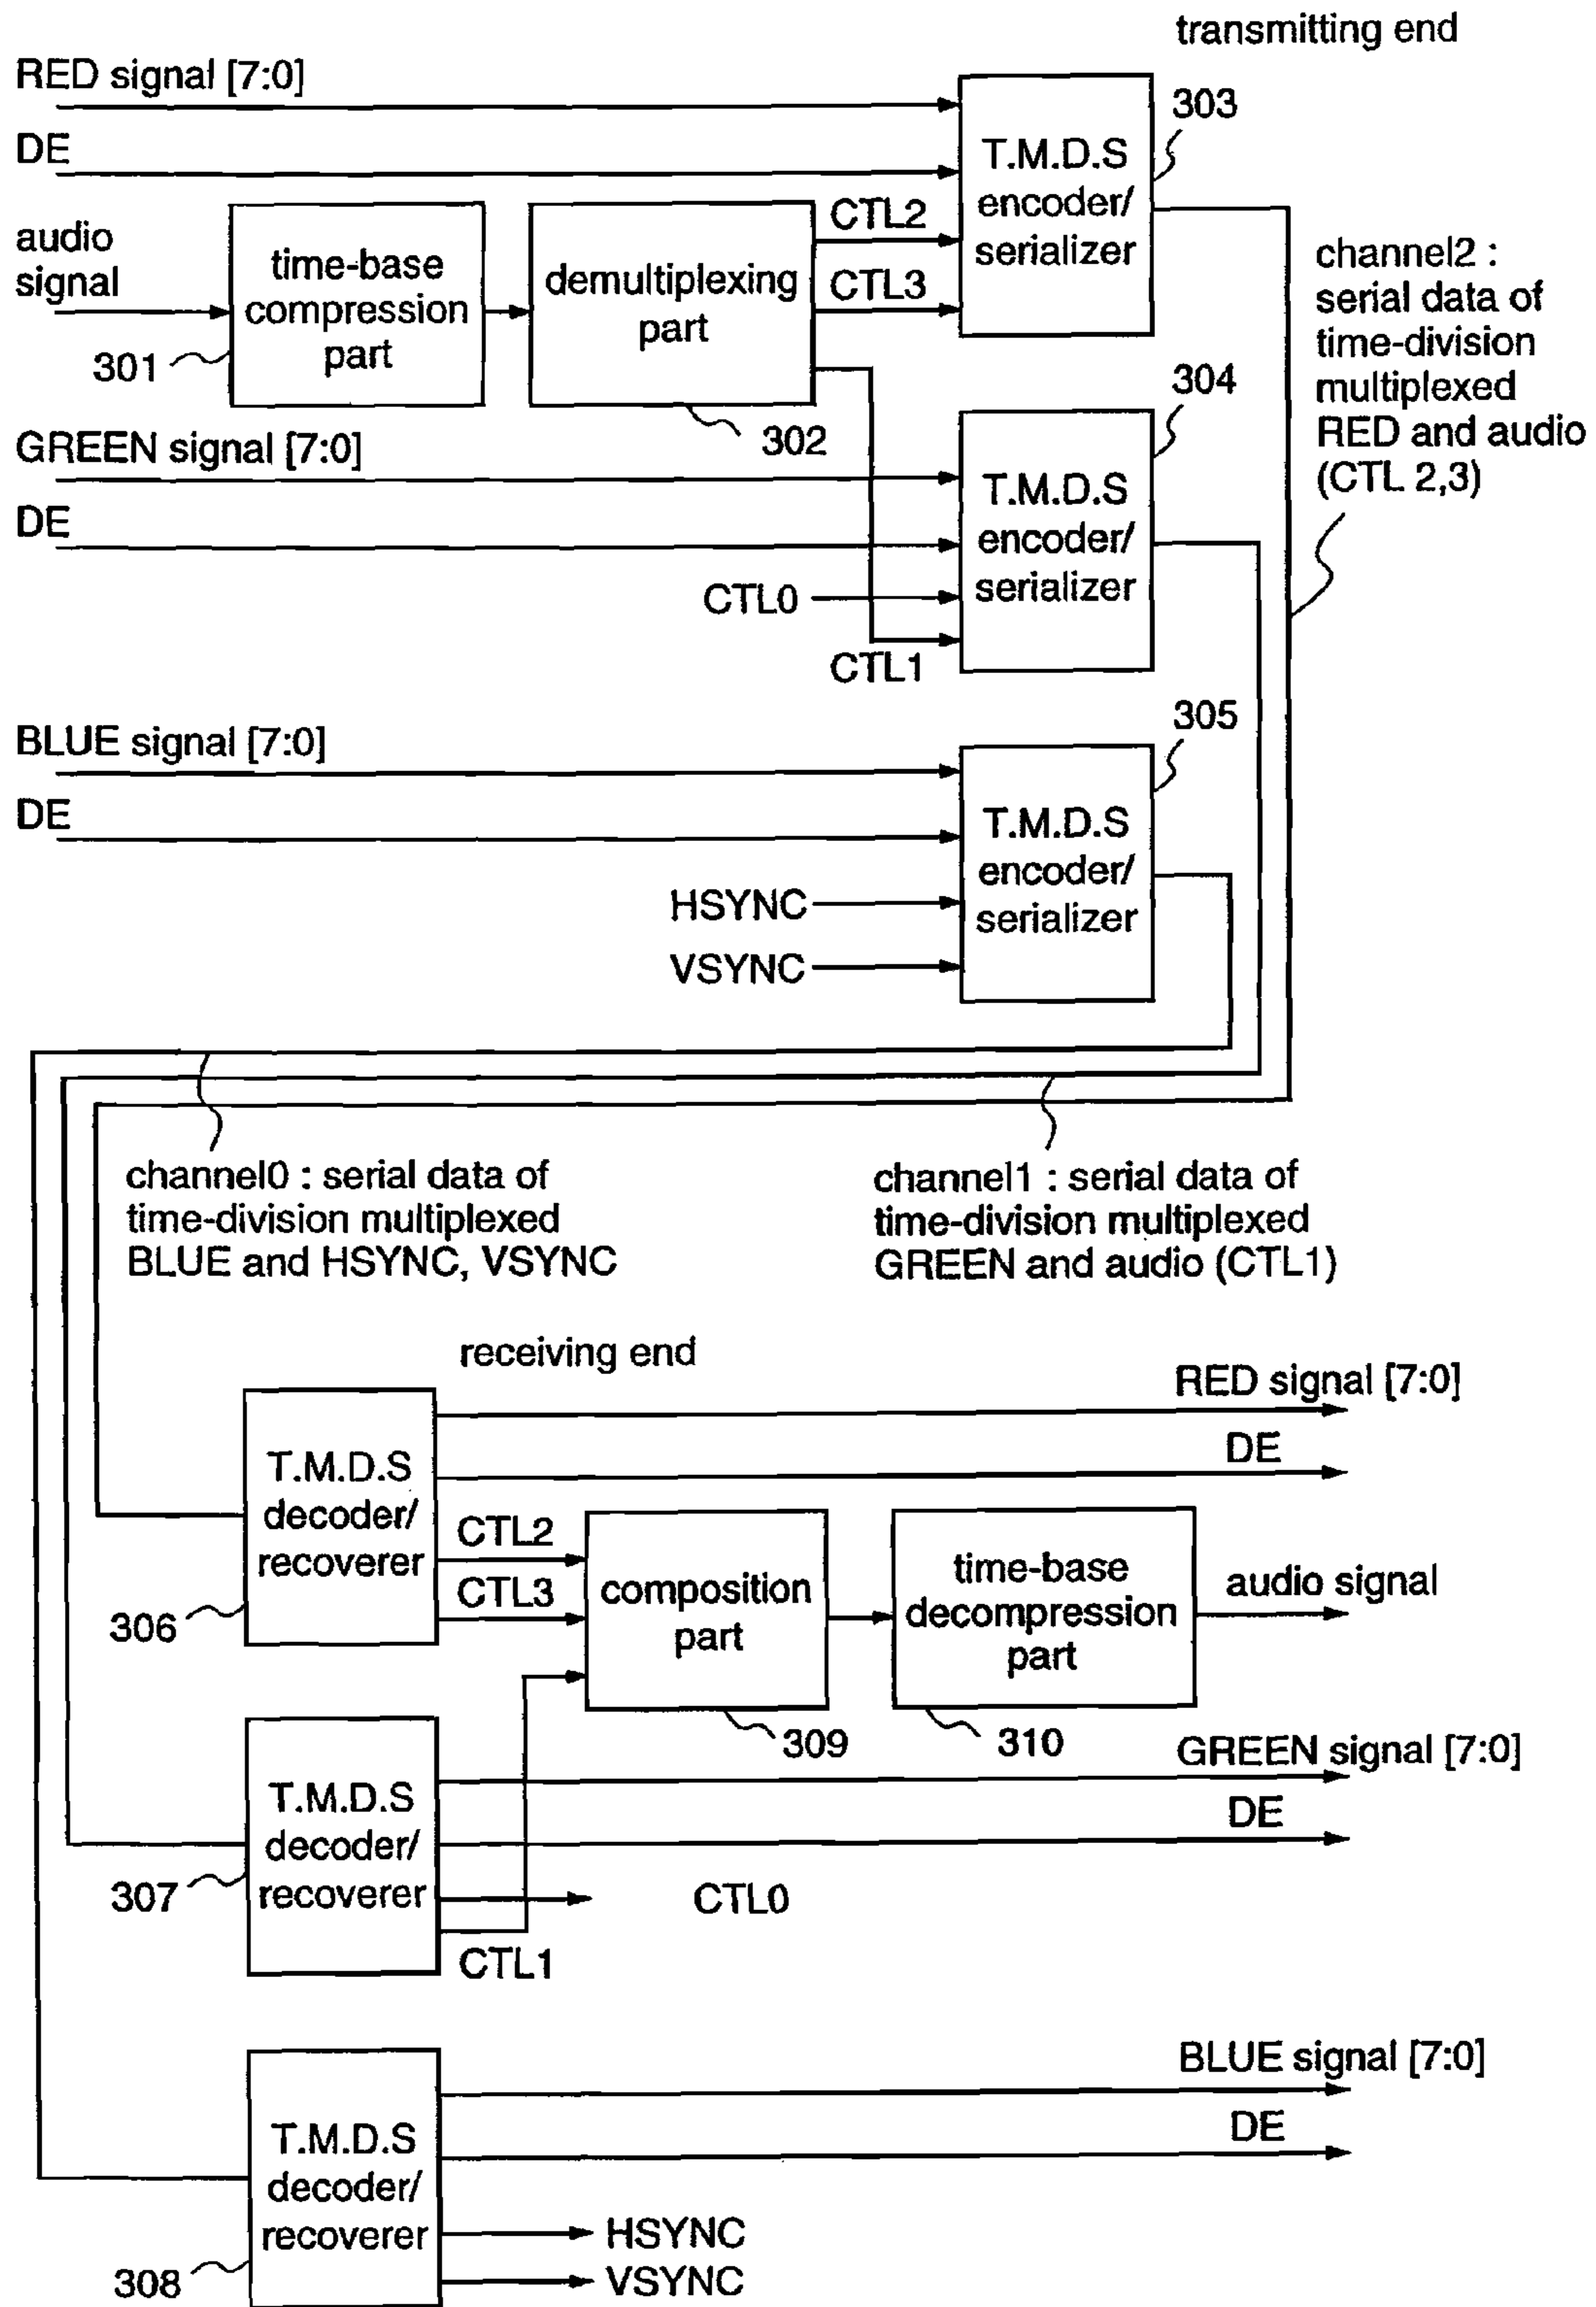 transmitting end
RED signal [7:0]
303
DE
T.M.D.S
encoder/
serializer
CTL2
CTL3
audio
signal
time-base
compression
part
demultiplexing
part
301
302
channel2 :
serial data of
time-division
multiplexed
RED and audio
(CTL 2,3)
304
GREEN signal [7:0]
DE
T.M.D.S
encoder/
serializer
CTL0
CTL1
305
BLUE signal [7:0]
DE
T.M.D.S
encoder/
serializer
HSYNC
VSYNC
channel0 : serial data of
time-division multiplexed
BLUE and HSYNC, VSYNC
channel1 : serial data of
time-division multiplexed
GREEN and audio (CTL1)
receiving end
RED signal [7:0]
DE
T.M.D.S
decoder/
recoverer
306
CTL2
CTL3
composition
part
time-base
decompression
part
audio signal
309
310
GREEN signal [7:0]
DE
T.M.D.S
decoder/
recoverer
307
CTL0
CTL1
BLUE signal [7:0]
DE
T.M.D.S
decoder/
recoverer
308
HSYNC
VSYNC